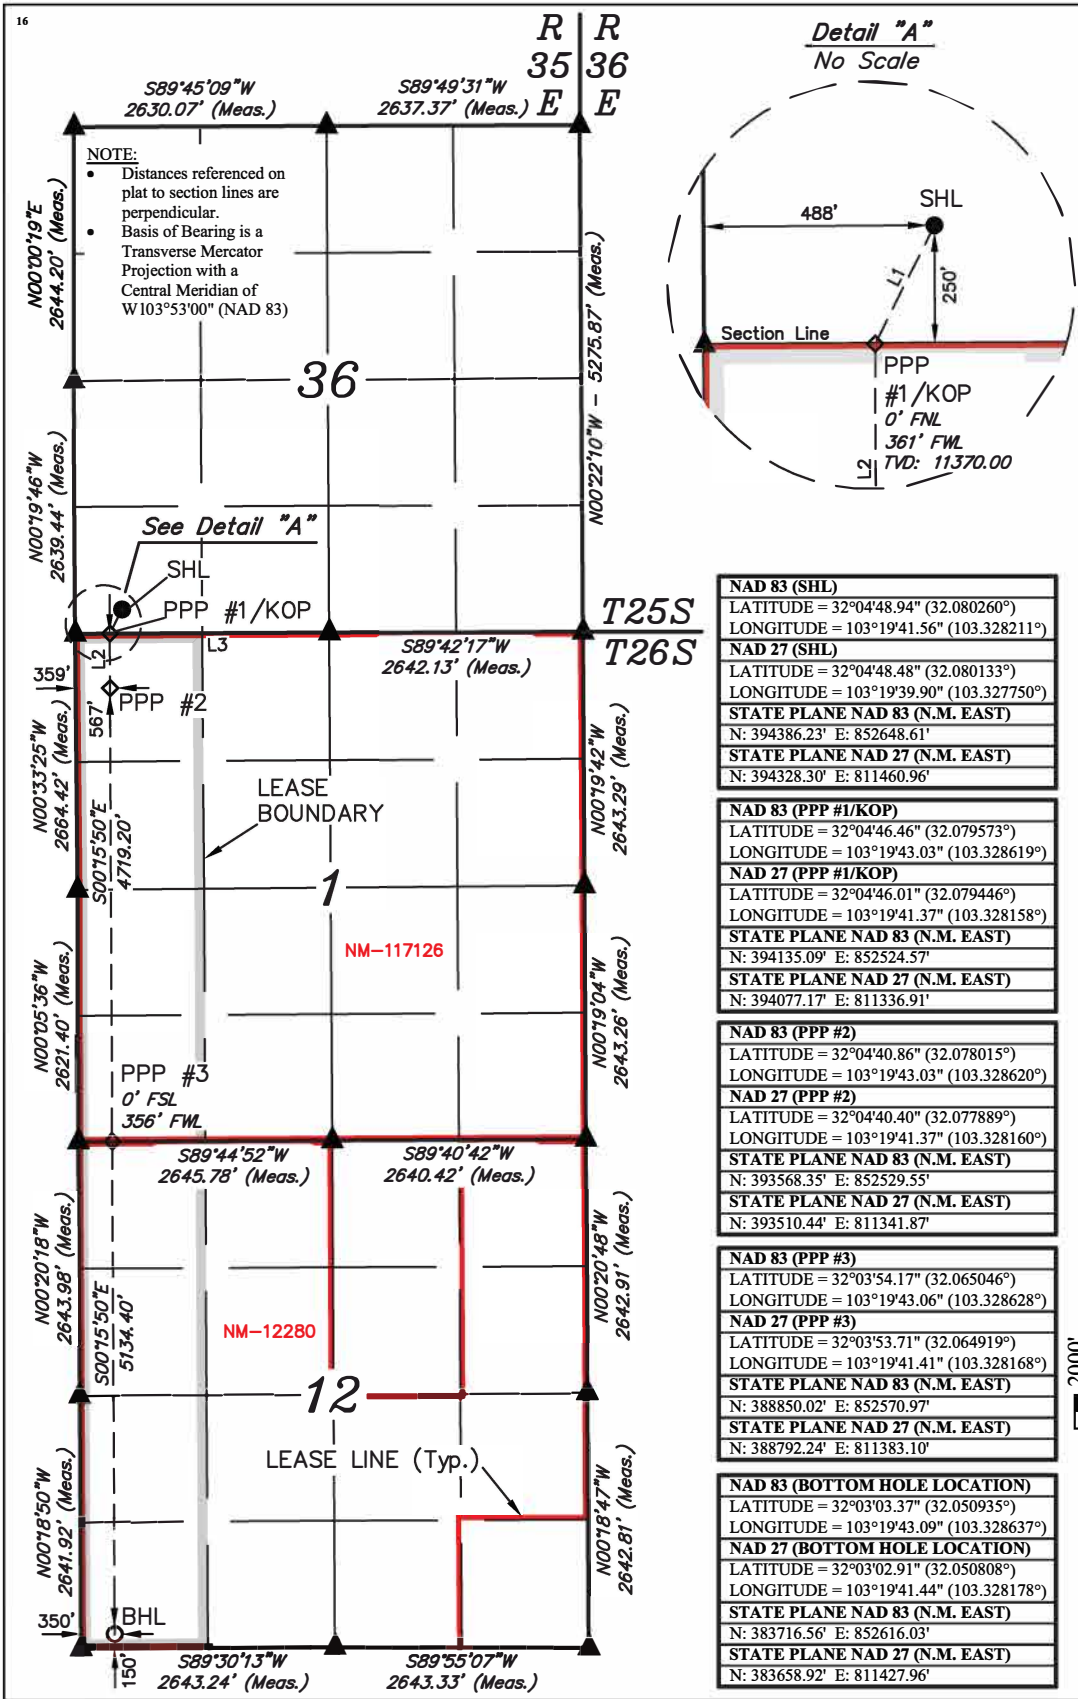 16
R R
35 36
E E
S89°45'09"W
2630.07' (Meas.)
S89°49'31"W
2637.37' (Meas.)
NOTE:
• Distances referenced on
plat to section lines are
perpendicular.
• Basis of Bearing is a
Transverse Mercator
Projection with a
Central Meridian of
W103°53'00" (NAD 83)
N00°00'19"E
2644.20' (Meas.)
N00°22'10"W - 5275.87' (Meas.)
36
N00°19'46"W
2639.44' (Meas.)
See Detail "A"
SHL
PPP #1/KOP
T25S
T26S
L2
L3
S89°42'17"W
2642.13' (Meas.)
359'
PPP #2
567'
N00°33'25"W
2664.42' (Meas.)
N00°19'42"W
2643.29' (Meas.)
LEASE
BOUNDARY
S00°15'50"E
4719.20'
1
NM-117126
N00°05'36"W
2621.40' (Meas.)
N00°19'04"W
2643.26' (Meas.)
PPP #3
0' FSL
356' FWL
S89°44'52"W
2645.78' (Meas.)
S89°40'42"W
2640.42' (Meas.)
N00°20'18"W
2643.98' (Meas.)
N00°20'48"W
2642.91' (Meas.)
S00°15'50"E
5134.40'
NM-12280
12
LEASE LINE (Typ.)
N00°18'50"W
2641.92' (Meas.)
N00°18'47"W
2642.81' (Meas.)
350'
BHL
150'
S89°30'13"W
2643.24' (Meas.)
S89°55'07"W
2643.33' (Meas.)
Detail "A"
No Scale
488'
SHL
L1
250'
Section Line
PPP
#1/KOP
0' FNL
361' FWL
TVD: 11370.00
L2
NAD 83 (SHL)
LATITUDE = 32°04'48.94" (32.080260°)
LONGITUDE = 103°19'41.56" (103.328211°)
NAD 27 (SHL)
LATITUDE = 32°04'48.48" (32.080133°)
LONGITUDE = 103°19'39.90" (103.327750°)
STATE PLANE NAD 83 (N.M. EAST)
N: 394386.23' E: 852648.61'
STATE PLANE NAD 27 (N.M. EAST)
N: 394328.30' E: 811460.96'
NAD 83 (PPP #1/KOP)
LATITUDE = 32°04'46.46" (32.079573°)
LONGITUDE = 103°19'43.03" (103.328619°)
NAD 27 (PPP #1/KOP)
LATITUDE = 32°04'46.01" (32.079446°)
LONGITUDE = 103°19'41.37" (103.328158°)
STATE PLANE NAD 83 (N.M. EAST)
N: 394135.09' E: 852524.57'
STATE PLANE NAD 27 (N.M. EAST)
N: 394077.17' E: 811336.91'
NAD 83 (PPP #2)
LATITUDE = 32°04'40.86" (32.078015°)
LONGITUDE = 103°19'43.03" (103.328620°)
NAD 27 (PPP #2)
LATITUDE = 32°04'40.40" (32.077889°)
LONGITUDE = 103°19'41.37" (103.328160°)
STATE PLANE NAD 83 (N.M. EAST)
N: 393568.35' E: 852529.55'
STATE PLANE NAD 27 (N.M. EAST)
N: 393510.44' E: 811341.87'
NAD 83 (PPP #3)
LATITUDE = 32°03'54.17" (32.065046°)
LONGITUDE = 103°19'43.06" (103.328628°)
NAD 27 (PPP #3)
LATITUDE = 32°03'53.71" (32.064919°)
LONGITUDE = 103°19'41.41" (103.328168°)
STATE PLANE NAD 83 (N.M. EAST)
N: 388850.02' E: 852570.97'
STATE PLANE NAD 27 (N.M. EAST)
N: 388792.24' E: 811383.10'
NAD 83 (BOTTOM HOLE LOCATION)
LATITUDE = 32°03'03.37" (32.050935°)
LONGITUDE = 103°19'43.09" (103.328637°)
NAD 27 (BOTTOM HOLE LOCATION)
LATITUDE = 32°03'02.91" (32.050808°)
LONGITUDE = 103°19'41.44" (103.328178°)
STATE PLANE NAD 83 (N.M. EAST)
N: 383716.56' E: 852616.03'
STATE PLANE NAD 27 (N.M. EAST)
N: 383658.92' E: 811427.96'
2000'